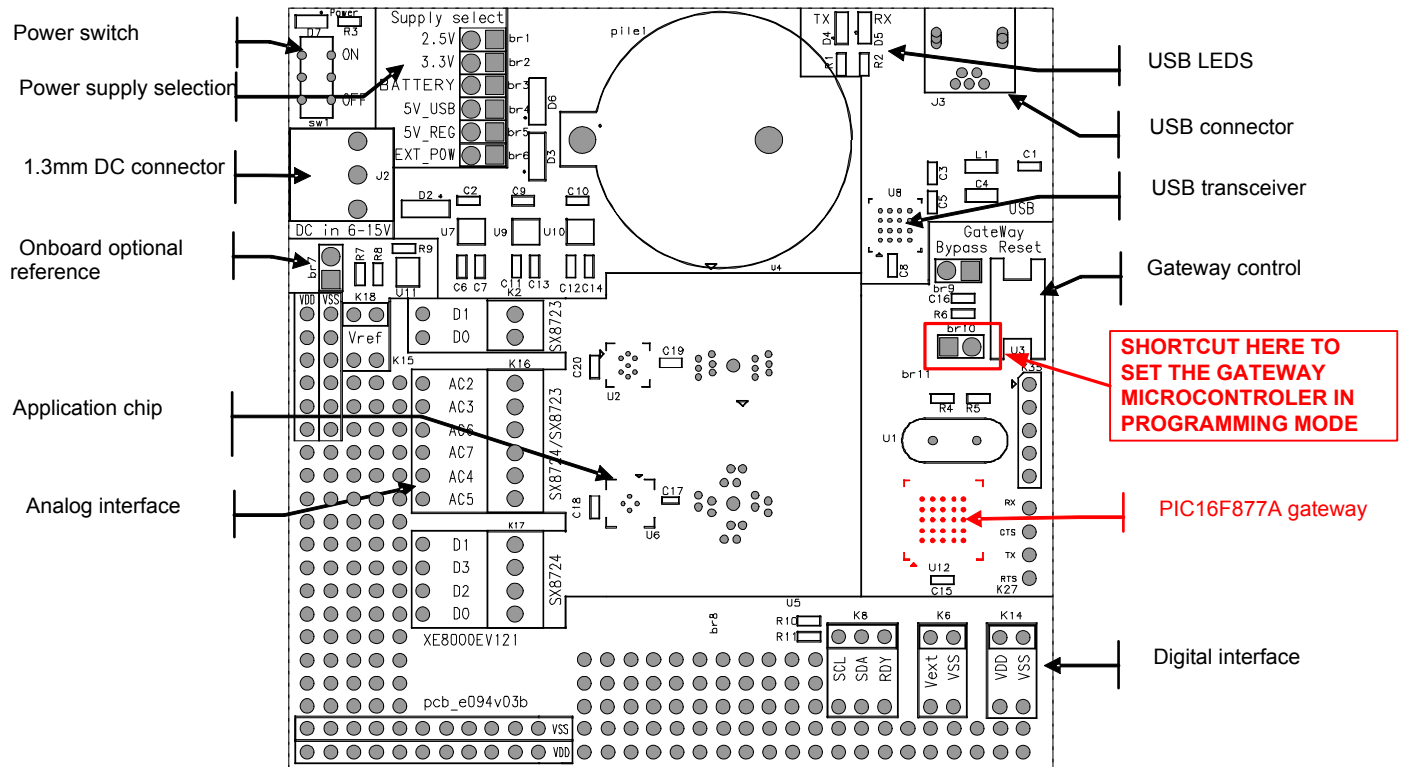 Power switch
Power supply selection
1.3mm DC connector
Onboard optional
reference
Application chip
Analog interface
USB LEDS
USB connector
USB transceiver
Gateway control
SHORTCUT HERE TO
SET THE GATEWAY
MICROCONTROLER IN
PROGRAMMING MODE
PIC16F877A gateway
Digital interface
Power
D7
R3
ON
OFF
sw1
Supply select
2.5V
br1
3.3V
br2
BATTERY
br3
5V_USB
br4
5V_REG
br5
EXT_POW
br6
D6
D3
pile1
TX
RX
D4
D5
R1
R2
J3
J2
DC in 6-15V
D2
C2
C9
C10
U7
U9
U10
C6
C7
C11
C13
C12
C14
U4
C3
L1
C1
C5
C4
U8
USB
C8
GateWay
Bypass Reset
br9
C16
R6
br10
U3
K35
br11
R4
R5
U1
RX
CTS
TX
RTS
K27
U12
C15
br7
R7
R8
R9
U11
VDD
VSS
K18
Vref
K15
K2
D1
D0
SX8723
K16
AC2
AC3
AC6
AC7
AC4
AC5
SX8724/SX8723
K17
D1
D3
D2
D0
SX8724
C20
U2
C19
C18
U6
C17
XE8000EV121
pcb_e094v03b
VSS
VDD
br8
U5
R10
R11
K8
SCL
SDA
RDY
K6
Vext
VSS
K14
VDD
VSS